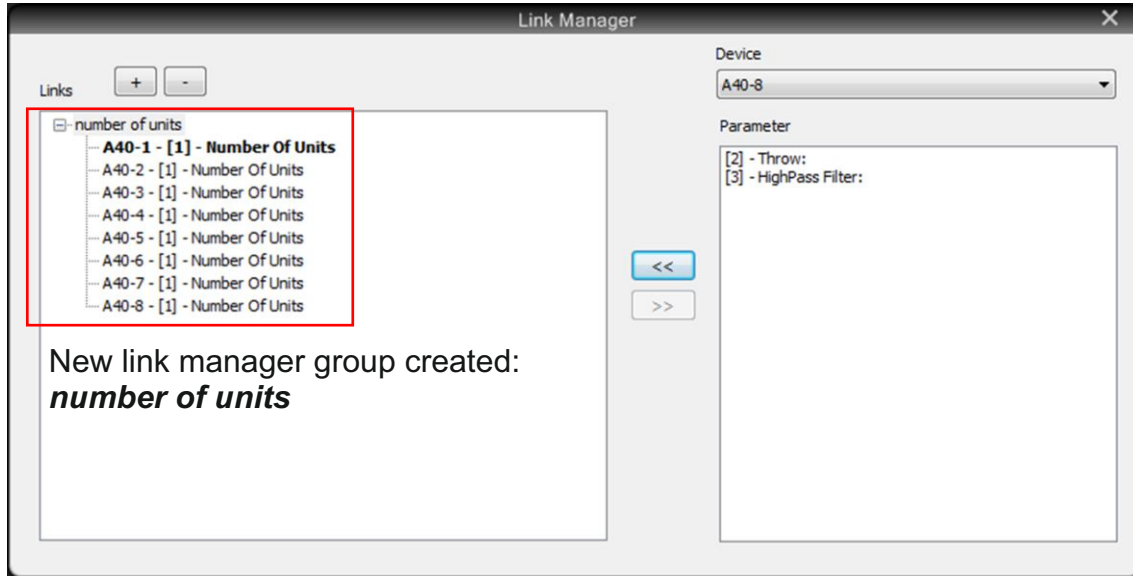 Link Manager
Links
+
-
number of units
A40-1 - [1] - Number Of Units
A40-2 - [1] - Number Of Units
A40-3 - [1] - Number Of Units
A40-4 - [1] - Number Of Units
A40-5 - [1] - Number Of Units
A40-6 - [1] - Number Of Units
A40-7 - [1] - Number Of Units
A40-8 - [1] - Number Of Units
New link manager group created:
number of units
<<
>>
Device
A40-8
Parameter
[2] - Throw:
[3] - HighPass Filter: